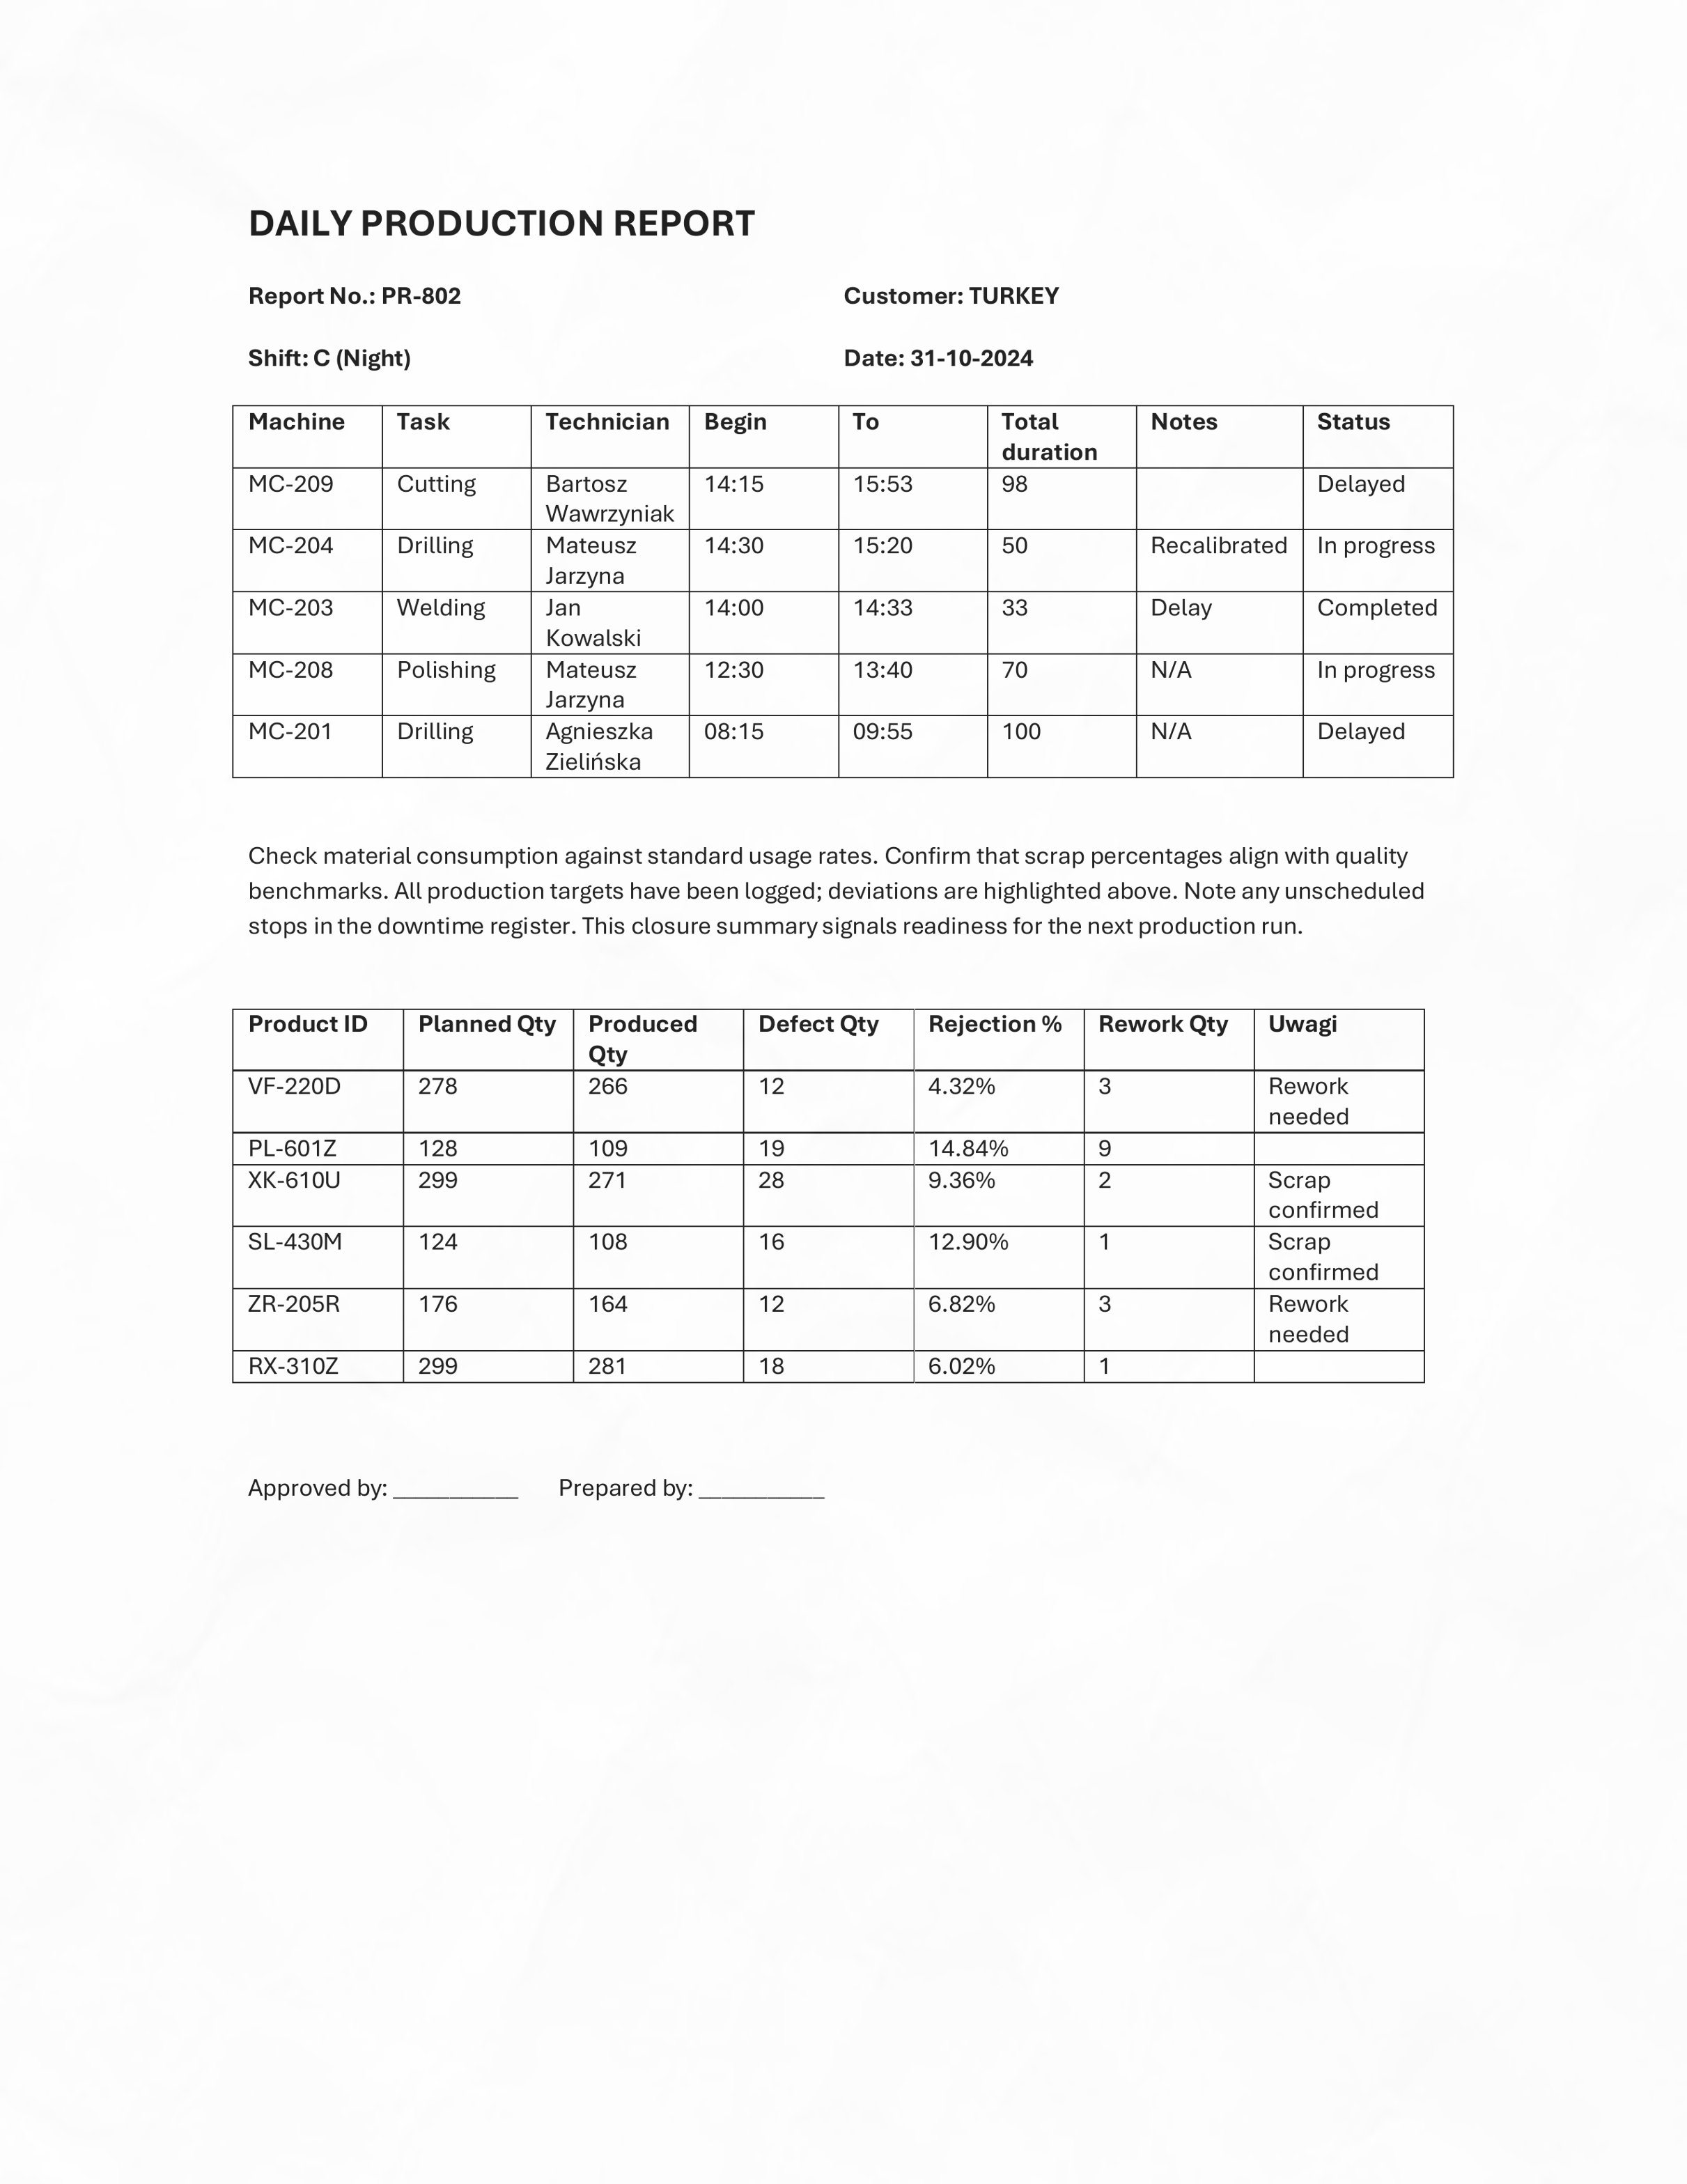 DAILY PRODUCTION REPORT
Report No.: PR-802 Customer: TURKEY
Shift: C (Night) Date: 31-10-2024
Machine Task Technician Begin To Total duration Notes Status
MC-209 Cutting Bartosz Wawrzyniak 14:15 15:53 98 Delayed
MC-204 Drilling Mateusz Jarzyna 14:30 15:20 50 Recalibrated In progress
MC-203 Welding Jan Kowalski 14:00 14:33 33 Delay Completed
MC-208 Polishing Mateusz Jarzyna 12:30 13:40 70 N/A In progress
MC-201 Drilling Agnieszka Zielińska 08:15 09:55 100 N/A Delayed
Check material consumption against standard usage rates. Confirm that scrap percentages align with quality
benchmarks. All production targets have been logged; deviations are highlighted above. Note any unscheduled
stops in the downtime register. This closure summary signals readiness for the next production run.
Product ID Planned Qty Produced Qty Defect Qty Rejection % Rework Qty Uwagi
VF-220D 278 266 12 4.32% 3 Rework needed
PL-601Z 128 109 19 14.84% 9
XK-610U 299 271 28 9.36% 2 Scrap confirmed
SL-430M 124 108 16 12.90% 1 Scrap confirmed
ZR-205R 176 164 12 6.82% 3 Rework needed
RX-310Z 299 281 18 6.02% 1
Approved by: __________ Prepared by: __________